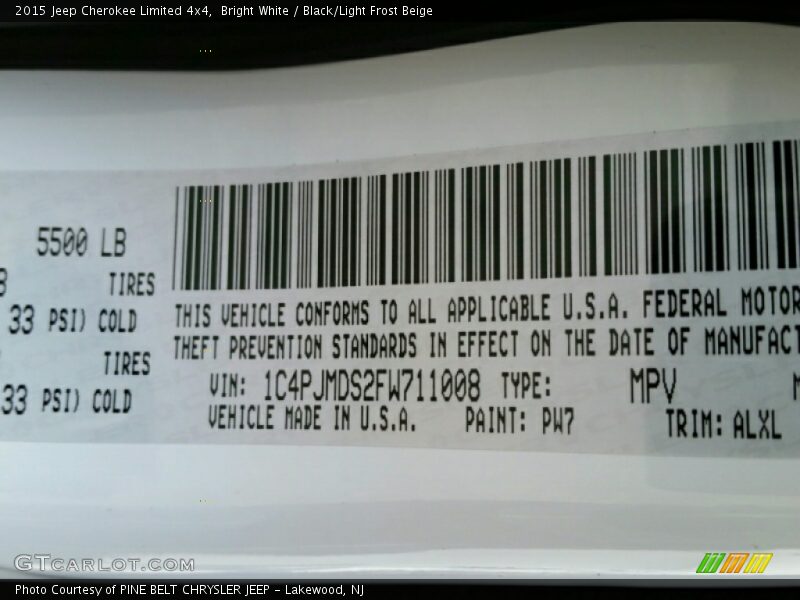 2015 Jeep Cherokee Limited 4x4,  Bright White / Black/Light Frost Beige
5500 LB
TIRES
33 PSI) COLD
TIRES
33 PSI) COLD
THIS VEHICLE CONFORMS TO ALL APPLICABLE U.S.A. FEDERAL MOTOR
THEFT PREVENTION STANDARDS IN EFFECT ON THE DATE OF MANUFACT
VIN: 1C4PJMDS2FW711008 TYPE: MPV
VEHICLE MADE IN U.S.A. PAINT: PW7 TRIM: ALXL
GTCARLOT.COM
Photo Courtesy of PINE BELT CHRYSLER JEEP - Lakewood, NJ